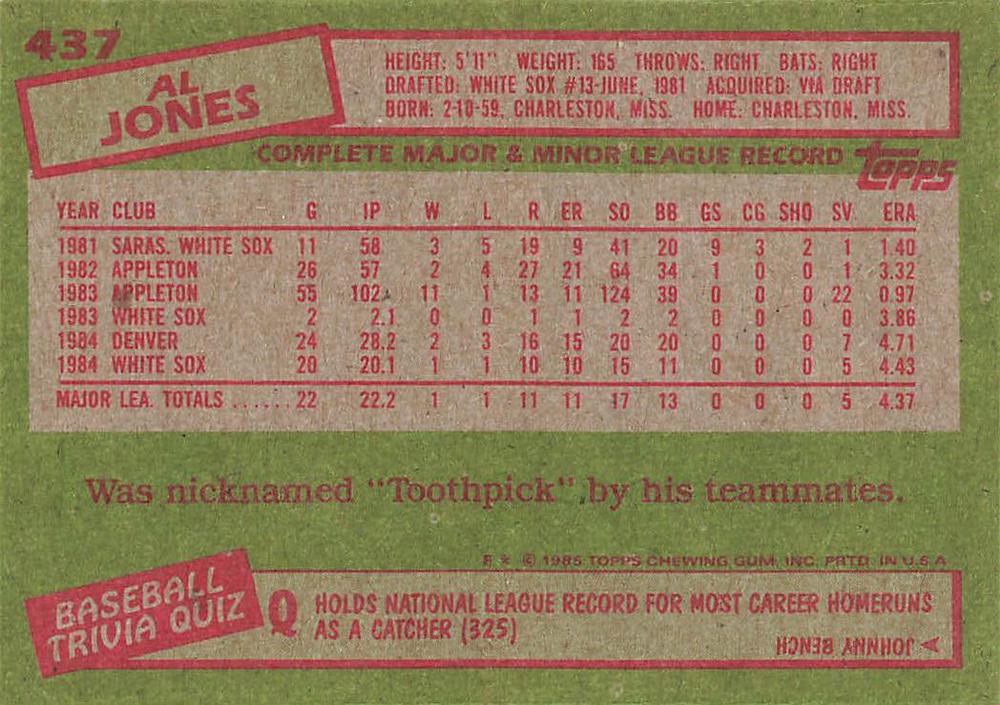 437
AL
JONES
HEIGHT: 5'11" WEIGHT: 165 THROWS: RIGHT BATS: RIGHT
DRAFTED: WHITE SOX #13-JUNE, 1981 ACQUIRED: VIA DRAFT
BORN: 2-10-59, CHARLESTON, MISS. HOME: CHARLESTON, MISS.
COMPLETE MAJOR & MINOR LEAGUE RECORD topps
YEAR CLUB G IP W L R ER SO BB GS CG SHO SV ERA
1981 SARAS. WHITE SOX 11 58 3 5 19 9 41 20 9 3 2 1 1.40
1982 APPLETON 26 57 2 4 27 21 64 34 1 0 0 1 3.32
1983 APPLETON 55 102 11 1 13 11 124 39 0 0 0 22 0.97
1983 WHITE SOX 2 2.1 0 0 1 1 2 2 0 0 0 0 3.86
1984 DENVER 24 28.2 2 3 16 15 20 20 0 0 0 7 4.71
1984 WHITE SOX 20 20.1 1 1 10 10 15 11 0 0 0 5 4.43
MAJOR LEA. TOTALS ......22 22.2 1 1 11 11 17 13 0 0 0 5 4.37
Was nicknamed "Toothpick" by his teammates.
E * © 1985 TOPPS CHEWING GUM, INC. PRTD. IN U.S.A
BASEBALL
TRIVIA QUIZ
Q HOLDS NATIONAL LEAGUE RECORD FOR MOST CAREER HOMERUNS
AS A CATCHER (325)
A JOHNNY BENCH